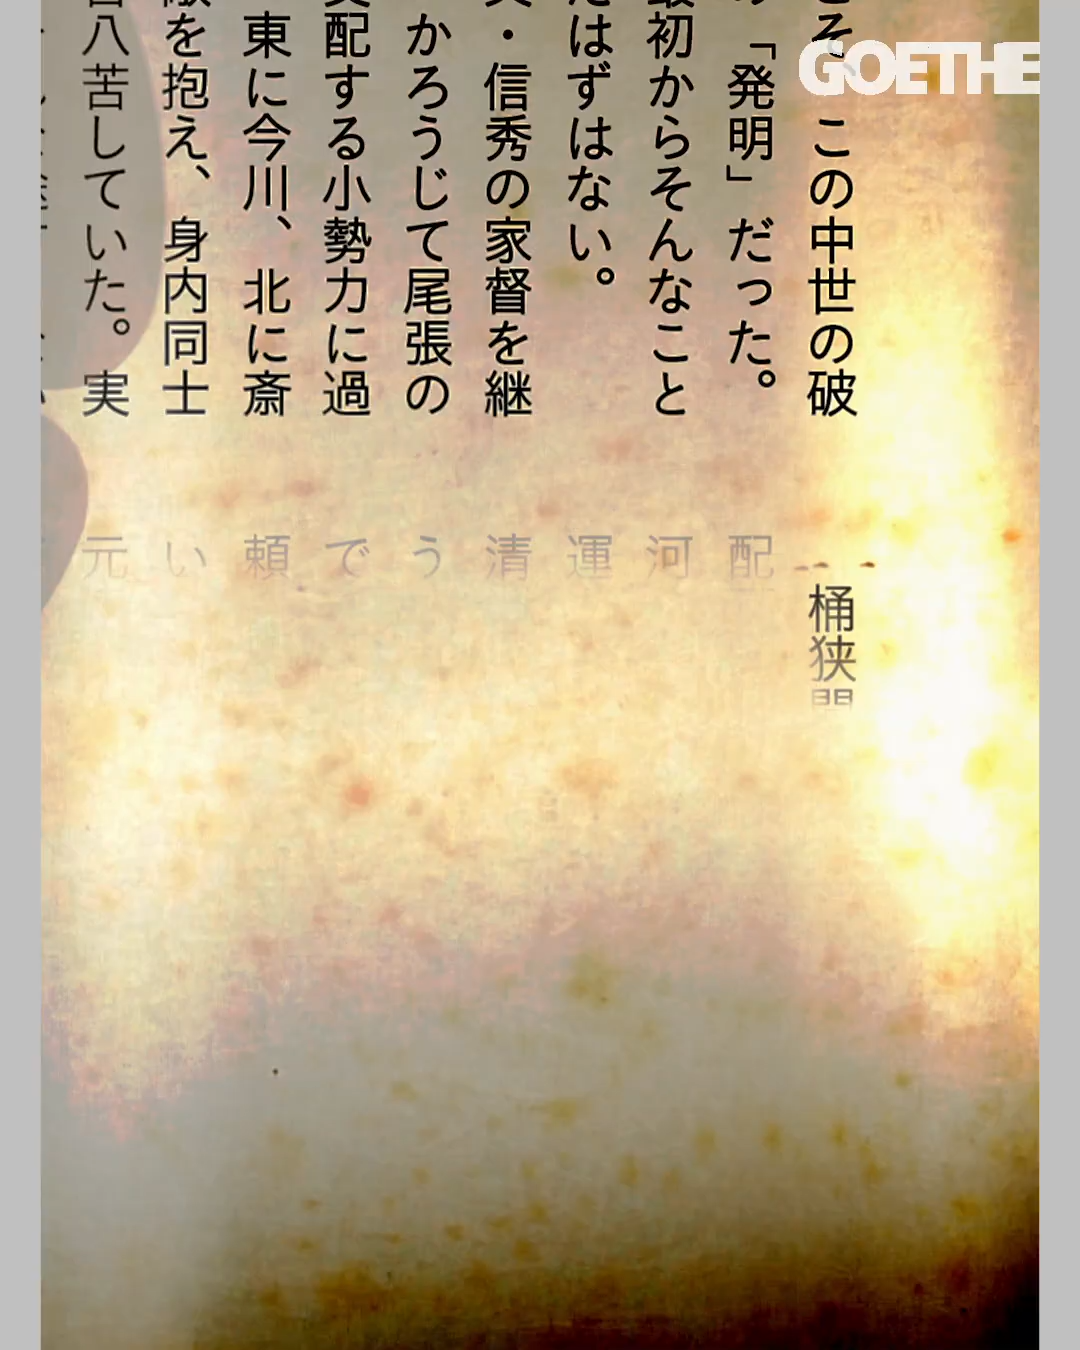 GOETHE
そ、この中世の破
「発明」だった。
最初からそんなこと
たはずはない。
・信秀の家督を継
かろうじて尾張の
支配する小勢力に過
東に今川、北に斎
敵を抱え、身内同士
八苦していた。実
桶狭間
配
河
運
清
う
で
頼
い
元